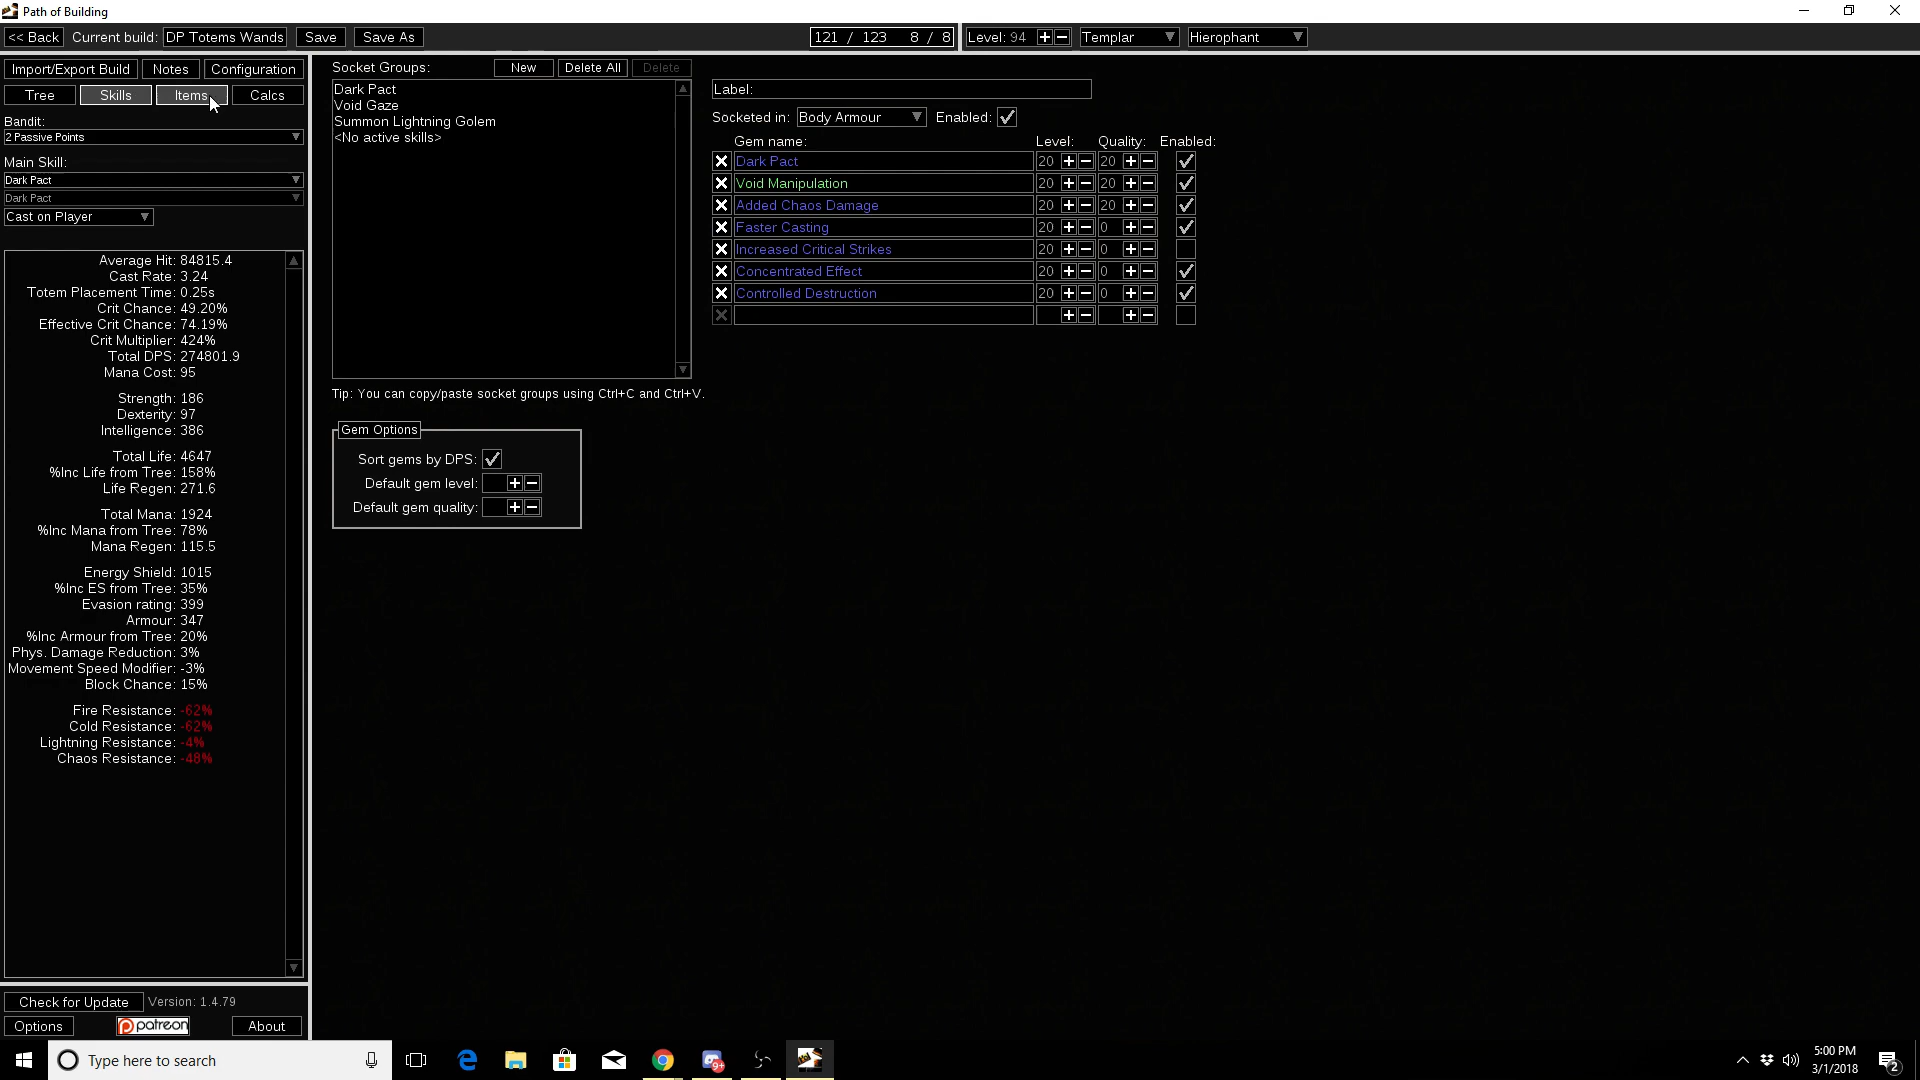 Path of Building
<< Back Current build: DP Totems Wands Save Save As 121 / 123 8 / 8 Level: 94 Templar Hierophant
Import/Export Build Notes Configuration
Tree Skills Items Calcs
Bandit:
2 Passive Points
Main Skill:
Dark Pact
Dark Pact
Cast on Player
Average Hit: 84815.4
Cast Rate: 3.24
Totem Placement Time: 0.25s
Crit Chance: 49.20%
Effective Crit Chance: 74.19%
Crit Multiplier: 424%
Total DPS: 274801.9
Mana Cost: 95
Strength: 186
Dexterity: 97
Intelligence: 386
Total Life: 4647
%Inc Life from Tree: 158%
Life Regen: 271.6
Total Mana: 1924
%Inc Mana from Tree: 78%
Mana Regen: 115.5
Energy Shield: 1015
%Inc ES from Tree: 35%
Evasion rating: 399
Armour: 347
%Inc Armour from Tree: 20%
Phys. Damage Reduction: 3%
Movement Speed Modifier: -3%
Block Chance: 15%
Fire Resistance: -62%
Cold Resistance: -62%
Lightning Resistance: -4%
Chaos Resistance: -48%
Check for Update Version: 1.4.79
Options patreon About
Socket Groups: New Delete All Delete
Dark Pact
Void Gaze
Summon Lightning Golem
<No active skills>
Tip: You can copy/paste socket groups using Ctrl+C and Ctrl+V.
Gem Options
Sort gems by DPS:
Default gem level:
Default gem quality:
Label:
Socketed in: Body Armour Enabled:
Gem name: Level: Quality: Enabled:
Dark Pact 20 20
Void Manipulation 20 20
Added Chaos Damage 20 20
Faster Casting 20 0
Increased Critical Strikes 20 0
Concentrated Effect 20 0
Controlled Destruction 20 0
Type here to search
9+
5:00 PM
3/1/2018
2